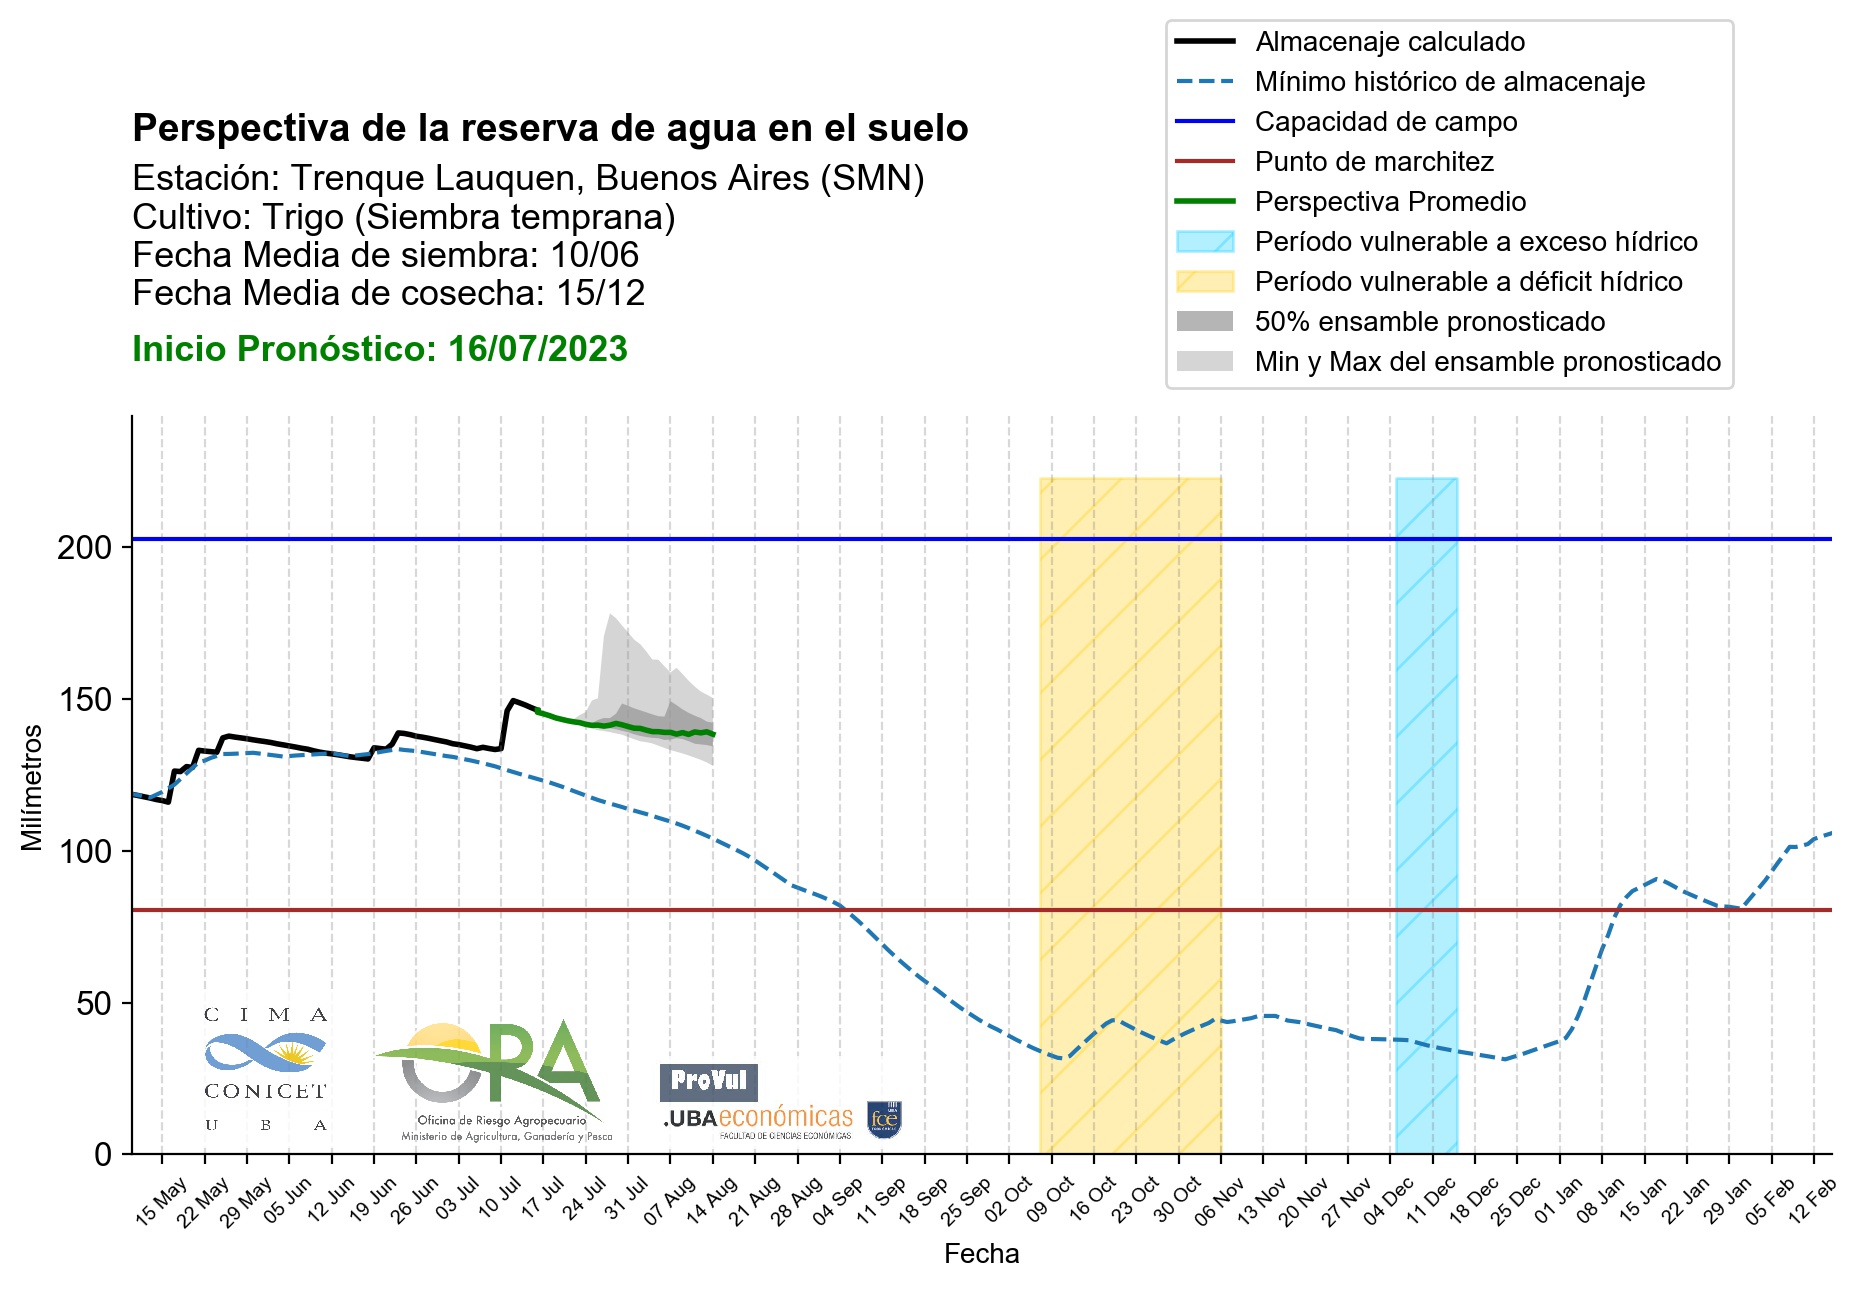 Almacenaje calculado
Mínimo histórico de almacenaje
Capacidad de campo
Punto de marchitez
Perspectiva Promedio
Período vulnerable a exceso hídrico
Período vulnerable a déficit hídrico
50% ensamble pronosticado
Min y Max del ensamble pronosticado
Perspectiva de la reserva de agua en el suelo
Estación: Trenque Lauquen, Buenos Aires (SMN)
Cultivo: Trigo (Siembra temprana)
Fecha Media de siembra: 10/06
Fecha Media de cosecha: 15/12
Inicio Pronóstico: 16/07/2023
Milímetros
200
150
100
50
0
CIMA
CONICET
UBA
ORA
Oficina de Riesgo Agropecuario
Ministerio de Agricultura, Ganadería y Pesca
ProVul
.UBAeconómicas
FACULTAD DE CIENCIAS ECONÓMICAS
UBA
fce
15 May
22 May
29 May
05 Jun
12 Jun
19 Jun
26 Jun
03 Jul
10 Jul
17 Jul
24 Jul
31 Jul
07 Aug
14 Aug
21 Aug
28 Aug
04 Sep
11 Sep
18 Sep
25 Sep
02 Oct
09 Oct
16 Oct
23 Oct
30 Oct
06 Nov
13 Nov
20 Nov
27 Nov
04 Dec
11 Dec
18 Dec
25 Dec
01 Jan
08 Jan
15 Jan
22 Jan
29 Jan
05 Feb
12 Feb
Fecha